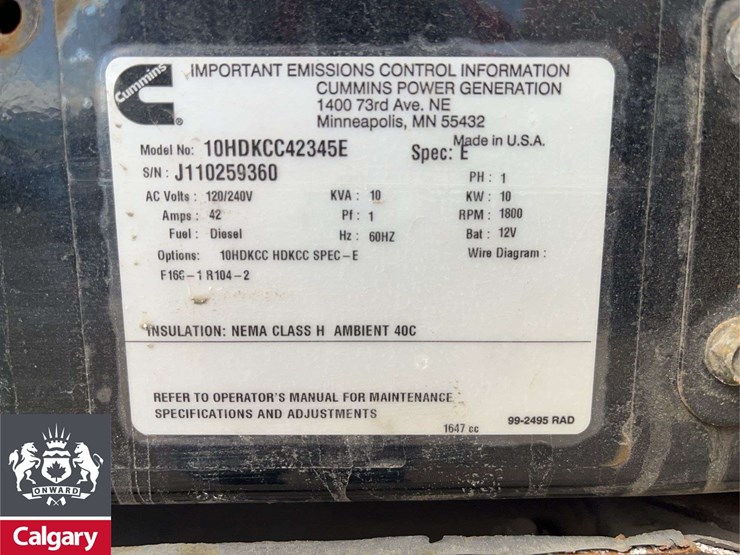 Cummins
IMPORTANT EMISSIONS CONTROL INFORMATION
CUMMINS POWER GENERATION
1400 73rd Ave. NE
Minneapolis, MN 55432
Made in U.S.A.
Model No: 10HDKCC42345E Spec: E
S/N : J110259360 PH : 1
AC Volts : 120/240V KVA : 10 KW : 10
Amps : 42 Pf : 1 RPM : 1800
Fuel : Diesel Hz : 60HZ Bat : 12V
Options: 10HDKCC HDKCC SPEC-E Wire Diagram :
R104-2
INSULATION: NEMA CLASS H AMBIENT 40C
REFER TO OPERATOR'S MANUAL FOR MAINTENANCE
SPECIFICATIONS AND ADJUSTMENTS
1647 cc 99-2495 RAD
ONWARD
Calgary